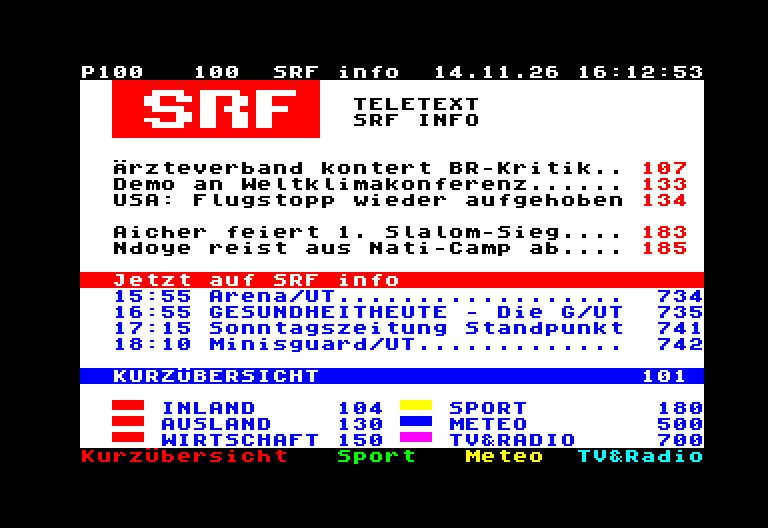 P100 100 SRF info 14.11.26 16:12:53
SRF
TELETEXT
SRF INFO
Ärzteverband kontert BR-Kritik.. 107
Demo an Weltklimakonferenz...... 133
USA: Flugstopp wieder aufgehoben 134
Aicher feiert 1. Slalom-Sieg.... 183
Ndoye reist aus Nati-Camp ab.... 185
Jetzt auf SRF info
15:55 Arena/UT.................. 734
16:55 GESUNDHEITHEUTE - Die G/UT 735
17:15 Sonntagszeitung Standpunkt 741
18:10 Minisguard/UT............. 742
KURZÜBERSICHT 101
INLAND 104 SPORT 180
AUSLAND 130 METEO 500
WIRTSCHAFT 150 TV&RADIO 700
Kurzübersicht Sport Meteo TV&Radio